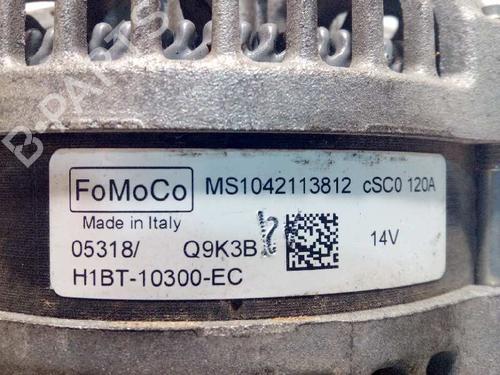 B-PARTS
FoMoCo MS1042113812 cSC0 120A
Made in Italy
05318/ Q9K3B 14V
H1BT-10300-EC